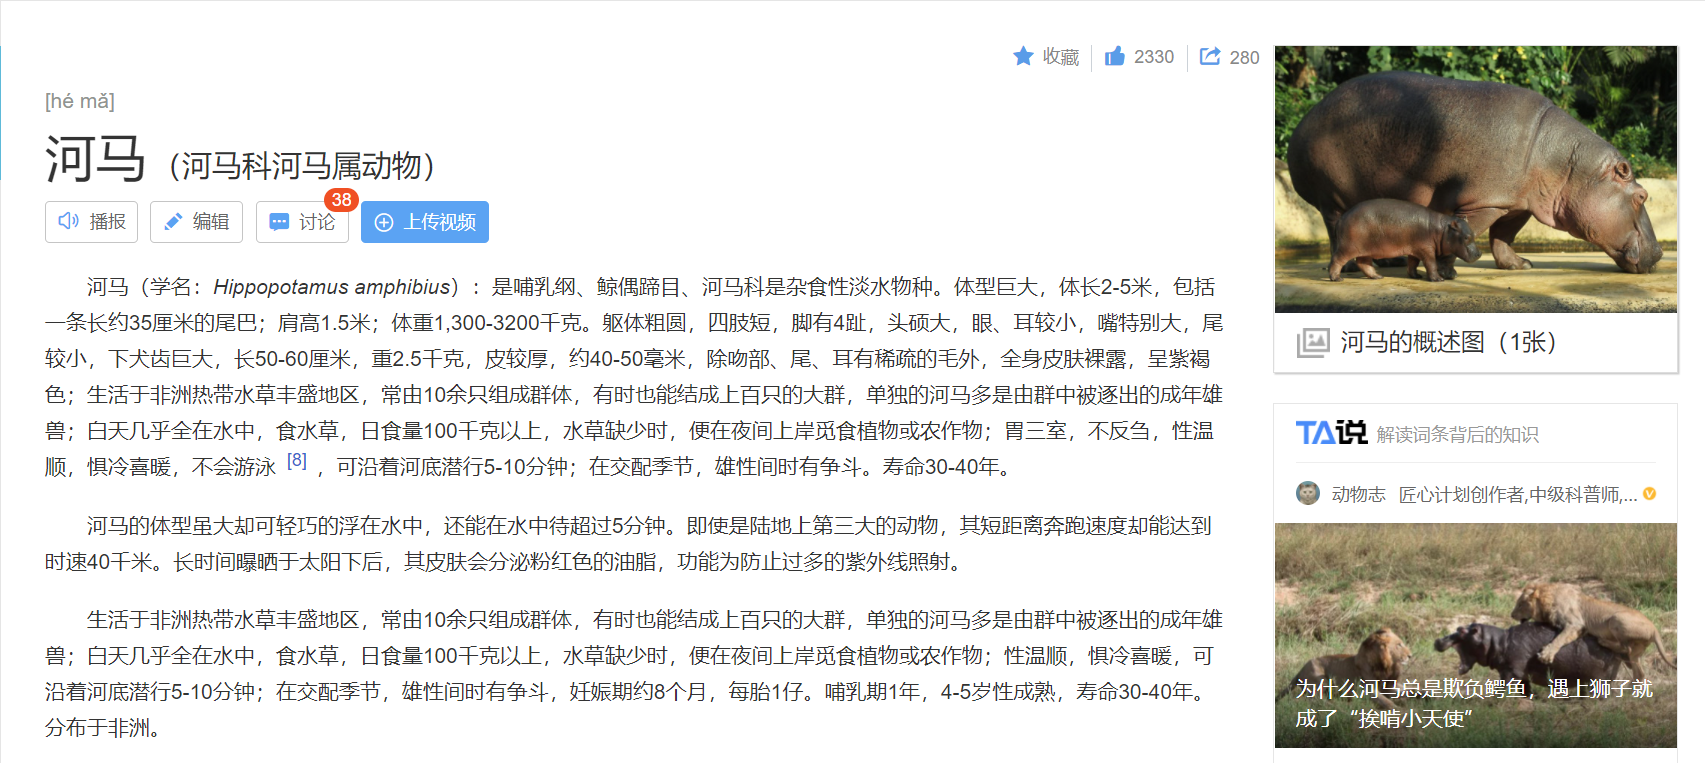 收藏 2330 280
[hé mǎ]
河马（河马科河马属动物）
播报 编辑 讨论 38 上传视频
河马（学名：Hippopotamus amphibius）：是哺乳纲、鲸偶蹄目、河马科是杂食性淡水物种。体型巨大，体长2-5米，包括
一条长约35厘米的尾巴；肩高1.5米；体重1,300-3200千克。躯体粗圆，四肢短，脚有4趾，头硕大，眼、耳较小，嘴特别大，尾
较小，下犬齿巨大，长50-60厘米，重2.5千克，皮较厚，约40-50毫米，除吻部、尾、耳有稀疏的毛外，全身皮肤裸露，呈紫褐
色；生活于非洲热带水草丰盛地区，常由10余只组成群体，有时也能结成上百只的大群，单独的河马多是由群中被逐出的成年雄
兽；白天几乎全在水中，食水草，日食量100千克以上，水草缺少时，便在夜间上岸觅食植物或农作物；胃三室，不反刍，性温
顺，惧冷喜暖，不会游泳 [8] ，可沿着河底潜行5-10分钟；在交配季节，雄性间时有争斗。寿命30-40年。
河马的体型虽大却可轻巧的浮在水中，还能在水中待超过5分钟。即使是陆地上第三大的动物，其短距离奔跑速度却能达到
时速40千米。长时间曝晒于太阳下后，其皮肤会分泌粉红色的油脂，功能为防止过多的紫外线照射。
生活于非洲热带水草丰盛地区，常由10余只组成群体，有时也能结成上百只的大群，单独的河马多是由群中被逐出的成年雄
兽；白天几乎全在水中，食水草，日食量100千克以上，水草缺少时，便在夜间上岸觅食植物或农作物；性温顺，惧冷喜暖，可
沿着河底潜行5-10分钟；在交配季节，雄性间时有争斗，妊娠期约8个月，每胎1仔。哺乳期1年，4-5岁性成熟，寿命30-40年。
分布于非洲。
河马的概述图（1张）
TA说 解读词条背后的知识
动物志 匠心计划创作者,中级科普师,...
为什么河马总是欺负鳄鱼，遇上狮子就
成了“挨啃小天使”